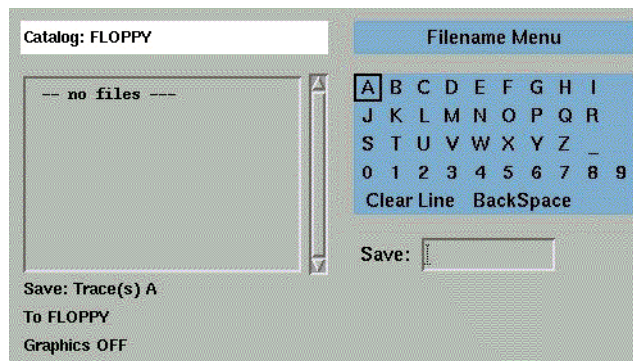 Catalog: FLOPPY
-- no files ---
Save: Trace(s) A
To FLOPPY
Graphics OFF
Filename Menu
A B C D E F G H I
J K L M N O P Q R
S T U V W X Y Z _
0 1 2 3 4 5 6 7 8 9
Clear Line BackSpace
Save: